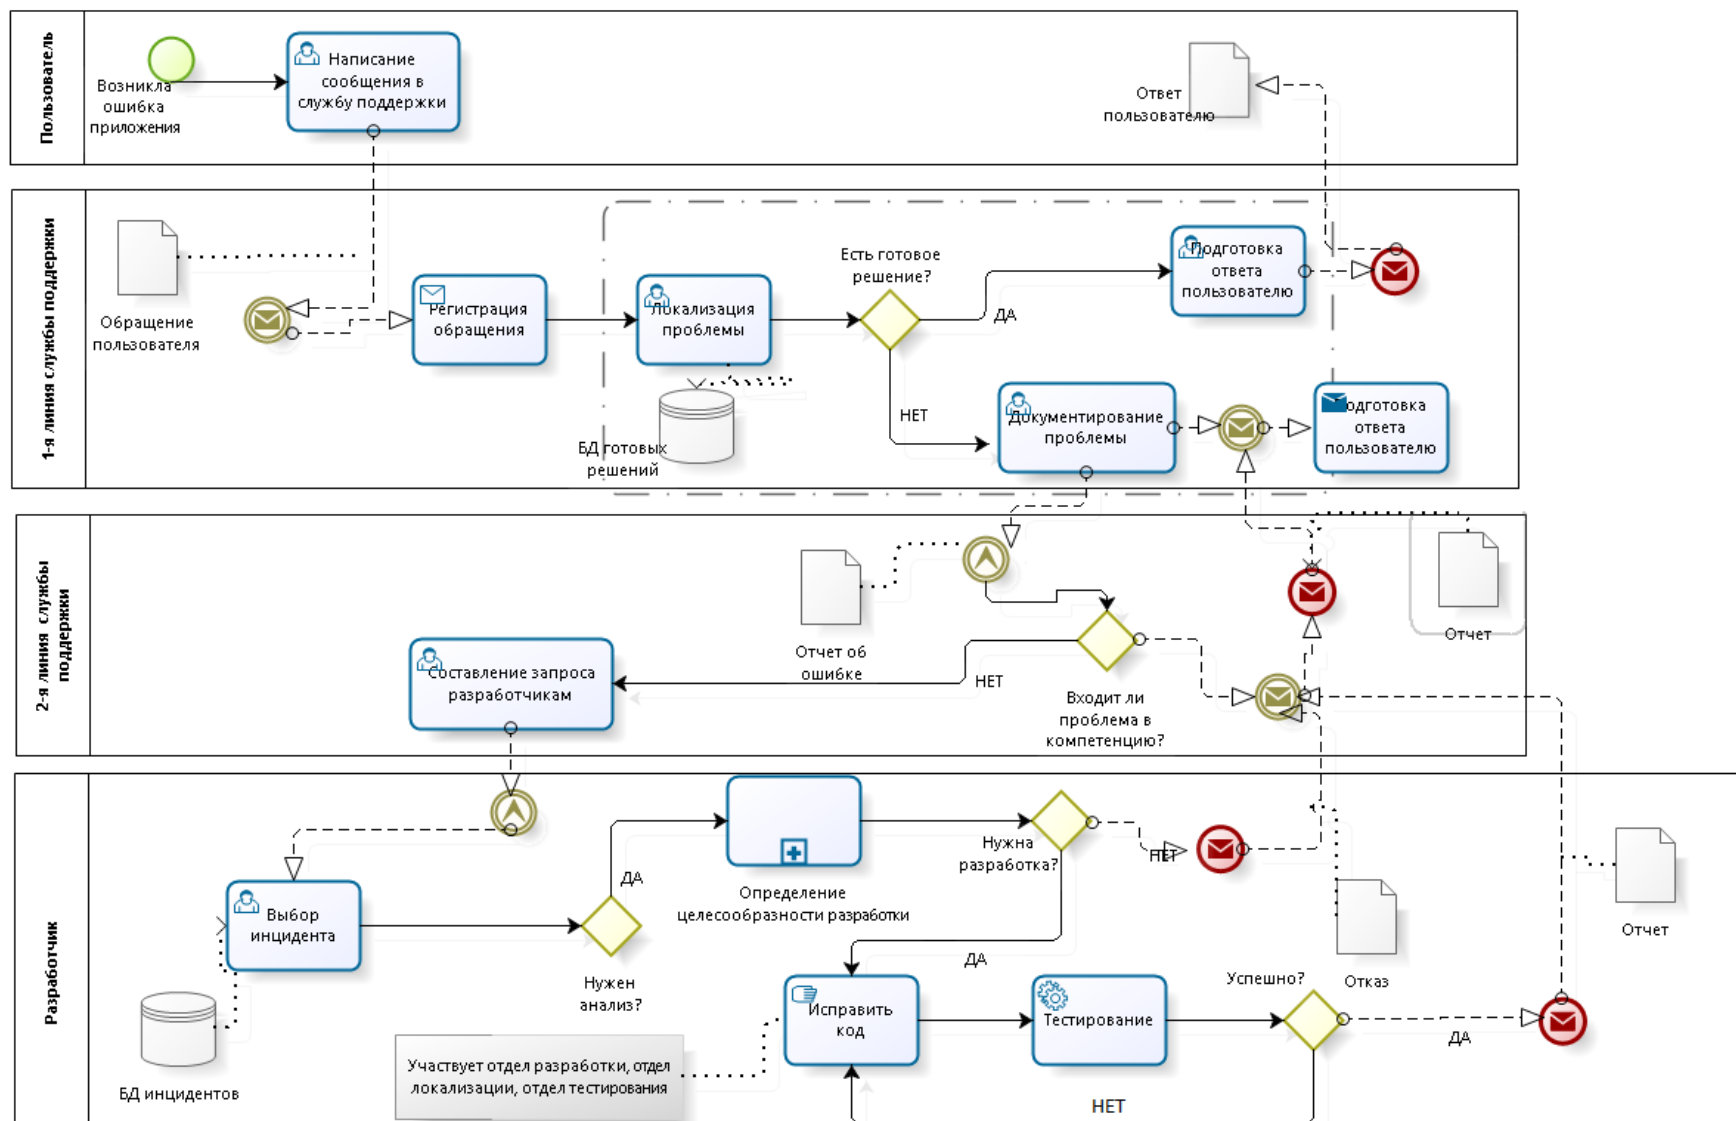 Пользователь
Возникла
ошибка
приложения
Написание
сообщения в
службу поддержки
Ответ
пользователю
1-я линия службы поддержки
Обращение
пользователя
Регистрация
обращения
Локализация
проблемы
БД готовых
решений
Есть готовое
решение?
ДА
НЕТ
Подготовка
ответа
пользователю
Документирование
проблемы
Подготовка
ответа
пользователю
2-я линия службы
поддержки
Отчет об
ошибке
Составление запроса
разработчикам
НЕТ
Входит ли
проблема в
компетенцию?
Отчет
Разработчик
Выбор
инцидента
БД инцидентов
Нужен
анализ?
ДА
Определение
целесообразности разработки
Нужна
разработка?
НЕТ
ДА
Отказ
Отчет
Исправить
код
Тестирование
Успешно?
ДА
НЕТ
Участвует отдел разработки, отдел
локализации, отдел тестирования